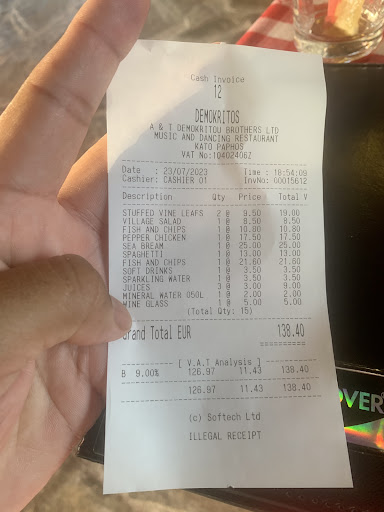 Cash Invoice
12
DEMOKRITOS
A & T DEMOKRITOU BROTHERS LTD
MUSIC AND DANCING RESTAURANT
KATO PAPHOS
VAT No:10402406Z
Date : 23/07/2023 Time : 18:54:09
Cashier: CASHIER 01 InvNo: 00015612
Description Qty Price Total V
STUFFED VINE LEAFS 2 @ 9.50 19.00
VILLAGE SALAD 1 @ 8.50 8.50
FISH AND CHIPS 1 @ 10.80 10.80
PEPPER CHICKEN 1 @ 17.50 17.50
SEA BREAM 1 @ 25.00 25.00
SPAGHETTI 1 @ 13.00 13.00
FISH AND CHIPS 1 @ 21.60 21.60
SOFT DRINKS 1 @ 3.50 3.50
SPARKLING WATER 1 @ 3.50 3.50
JUICES 3 @ 3.00 9.00
MINERAL WATER 050L 1 @ 2.00 2.00
WINE GLASS 1 @ 5.00 5.00
(Total Qty: 15)
Grand Total EUR 138.40
[ V.A.T Analysis ]
B 9.00% 126.97 11.43 138.40
126.97 11.43 138.40
(c) Softech Ltd
ILLEGAL RECEIPT
OVER